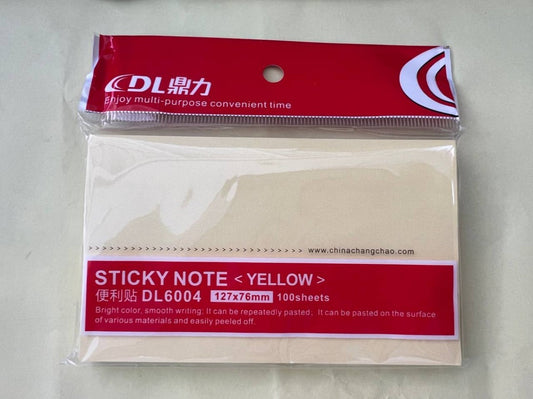 CDL鼎力
Enjoy multi-purpose convenient time
>>>>>>>>>>>>>>>>>>>>>>>>>>>>>>>>>>> www.chinachangchao.com
STICKY NOTE <YELLOW>
便利贴 DL6004 127x76mm 100sheets
Bright color, smooth writing: It can be repeatedly pasted. It can be pasted on the surface
of various materials and easily peeled off.